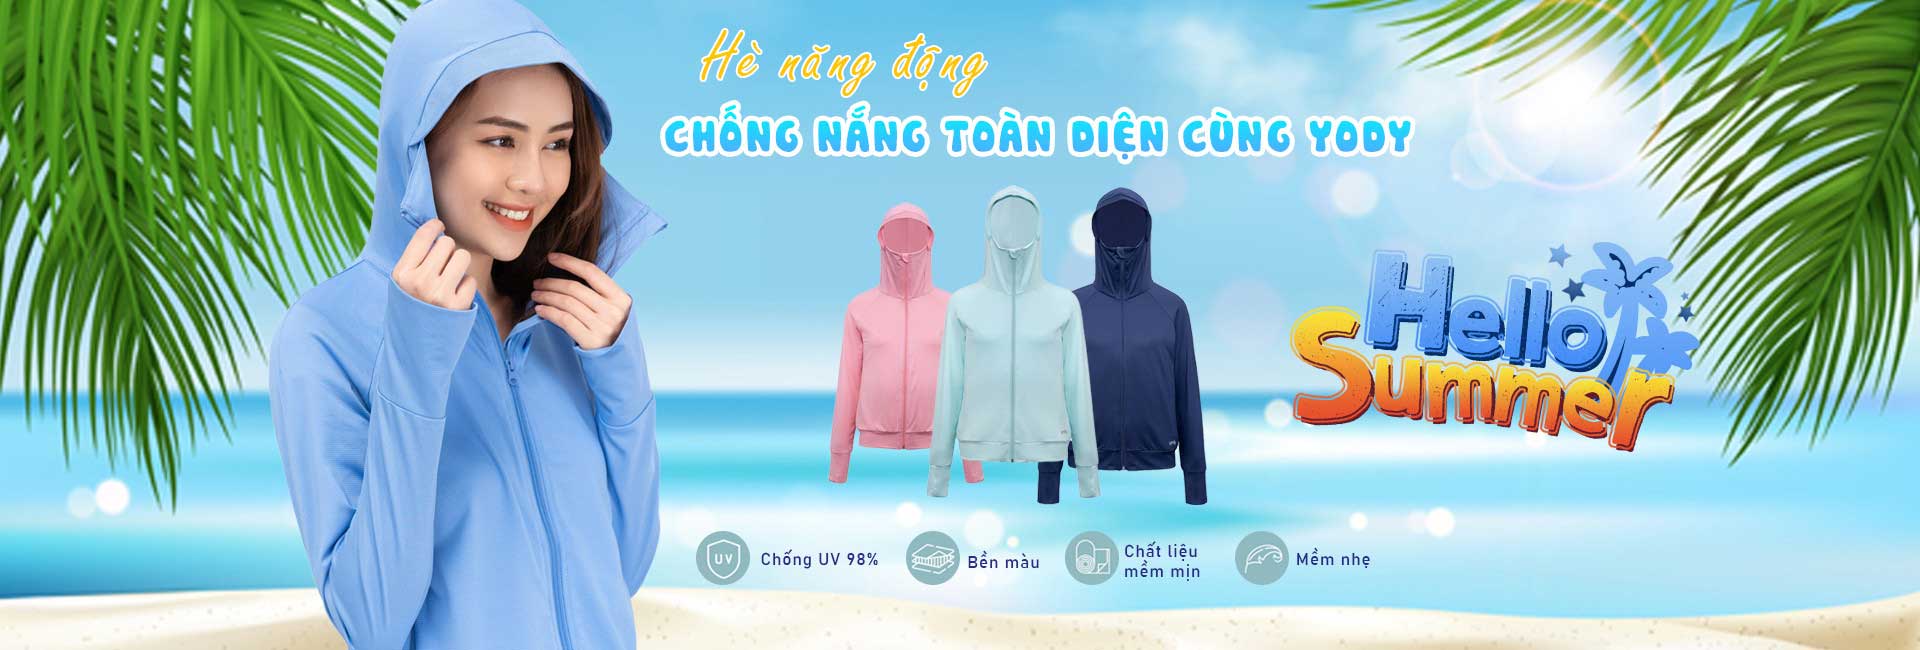 Hè năng động
CHỐNG NẮNG TOÀN DIỆN CÙNG YODY
Hello
Summer
UV
Chống UV 98%
Bền màu
Chất liệu
mềm mịn
Mềm nhẹ